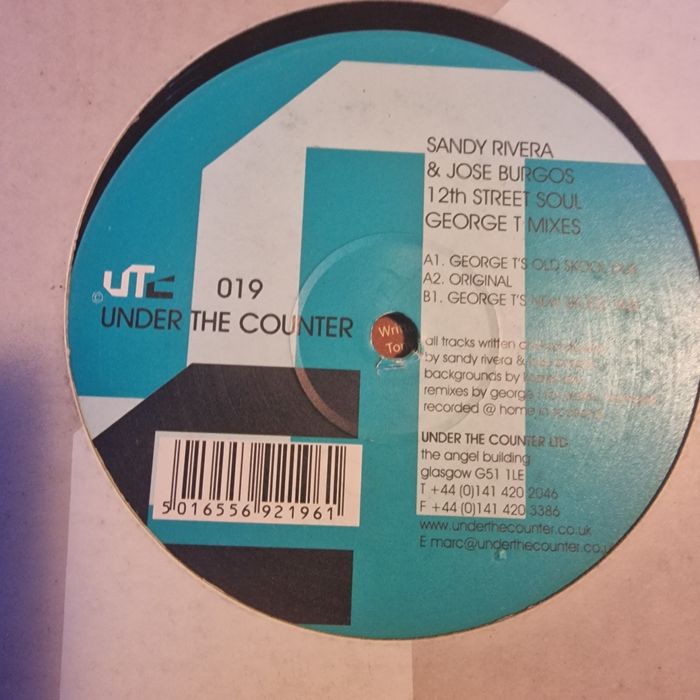 SANDY RIVERA
& JOSE BURGOS
12th STREET SOUL
GEORGE T MIXES
A1. GEORGE T'S OLD SKOOL DUB
A2. ORIGINAL
B1. GEORGE T'S
all tracks written
by sandy rivera &
backgrounds by
remixes by george
recorded @ home in
UTC
©
019
UNDER THE COUNTER
UNDER THE COUNTER LTD
the angel building
glasgow G51 1LE
T +44 (0)141 420 2046
F +44 (0)141 420 3386
www.underthecounter.co.uk
E marc@underthecounter.co.u
5 016556 921961